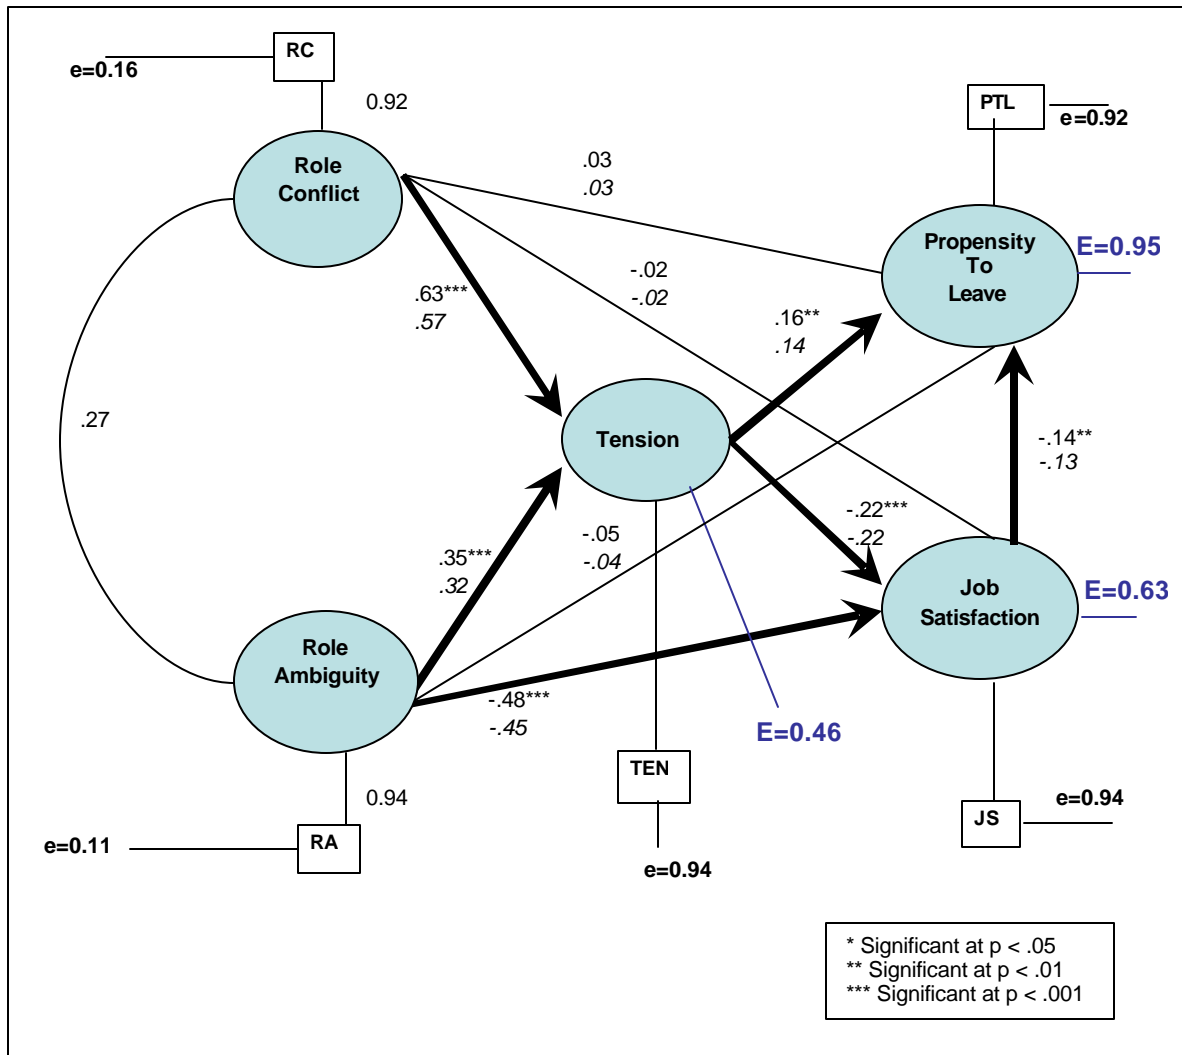 RC
e=0.16
0.92
PTL
e=0.92
Role
Conflict
.03
.03
Propensity
To
Leave
E=0.95
-.02
-.02
.63***
.57
.16**
.14
.27
Tension
-.14**
-.13
-.22***
-.22
-.05
-.04
.35***
.32
Job
Satisfaction
E=0.63
Role
Ambiguity
-.48***
-.45
E=0.46
TEN
0.94
RA
e=0.11
JS
e=0.94
e=0.94
* Significant at p < .05
** Significant at p < .01
*** Significant at p < .001